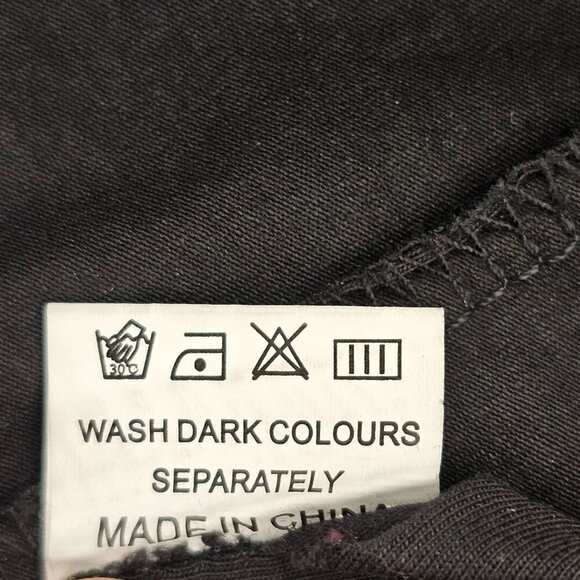 30°C
WASH DARK COLOURS
SEPARATELY
MADE IN CHINA